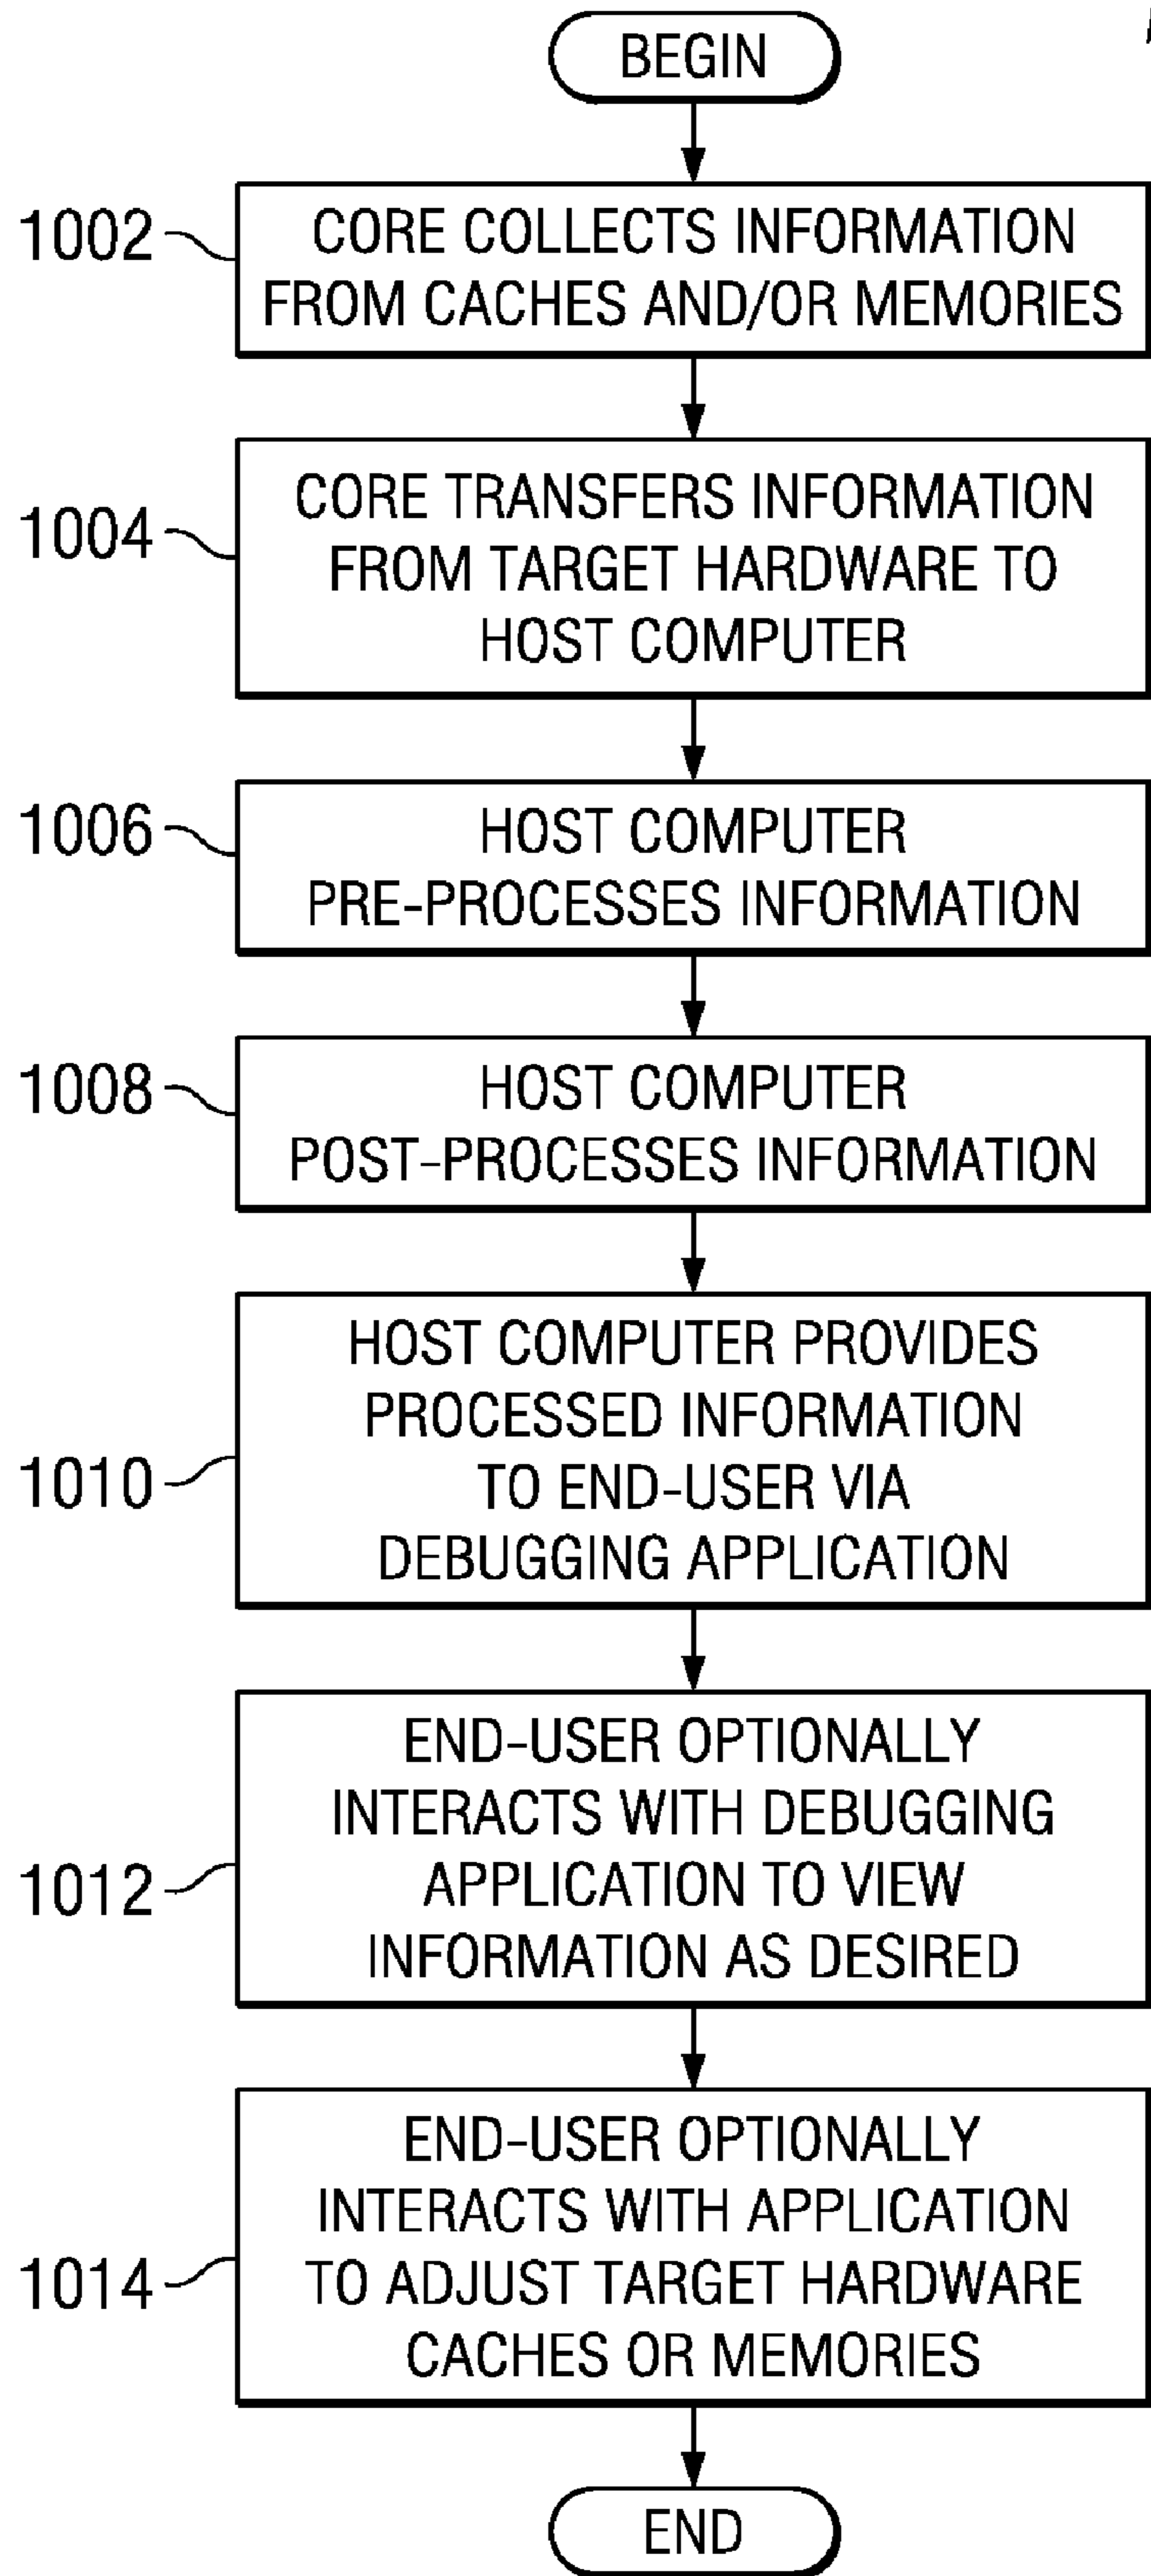 BEGIN
1002
CORE COLLECTS INFORMATION
FROM CACHES AND/OR MEMORIES
1004
CORE TRANSFERS INFORMATION
FROM TARGET HARDWARE TO
HOST COMPUTER
1006
HOST COMPUTER
PRE-PROCESSES INFORMATION
1008
HOST COMPUTER
POST-PROCESSES INFORMATION
1010
HOST COMPUTER PROVIDES
PROCESSED INFORMATION
TO END-USER VIA
DEBUGGING APPLICATION
1012
END-USER OPTIONALLY
INTERACTS WITH DEBUGGING
APPLICATION TO VIEW
INFORMATION AS DESIRED
1014
END-USER OPTIONALLY
INTERACTS WITH APPLICATION
TO ADJUST TARGET HARDWARE
CACHES OR MEMORIES
END